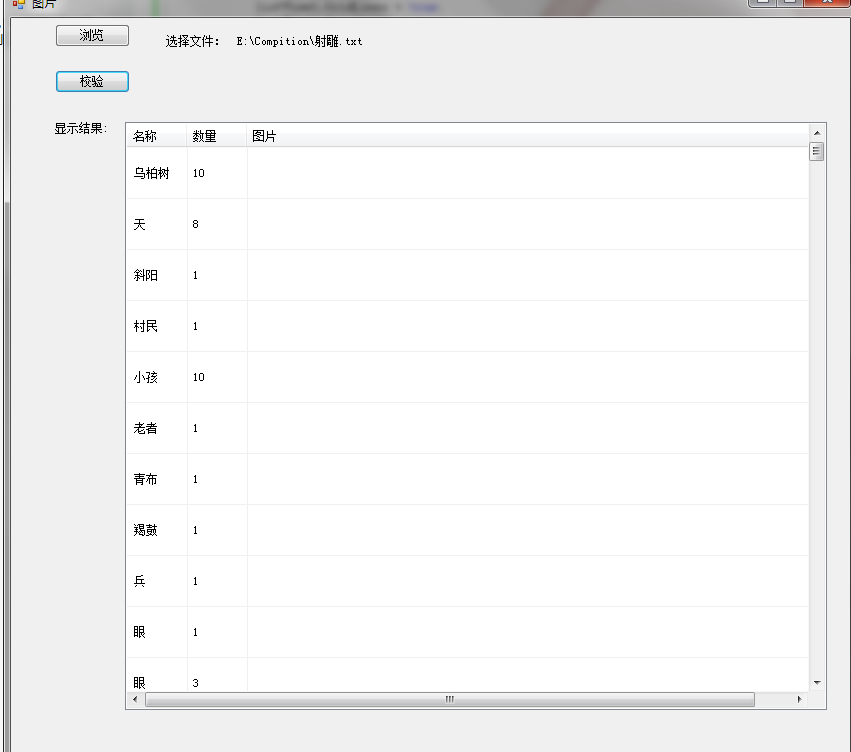 图片
浏览
选择文件: E:\Compition\射雕.txt
校验
显示结果:
名称 数量 图片
乌柏树 10
天 8
斜阳 1
村民 1
小孩 10
老者 1
青布 1
羯鼓 1
兵 1
眼 1
眼 3